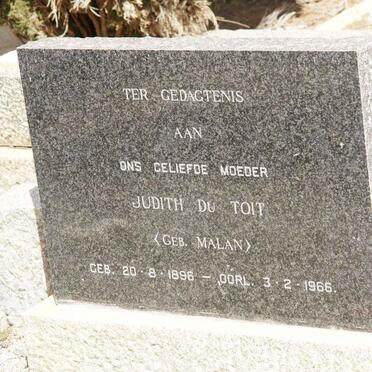 TER GEDAGTENIS
AAN
ONS GELIEFDE MOEDER
JUDITH DU TOIT
(GEB. MALAN)
GEB. 20·8·1896 — OORL. 3·2·1966.